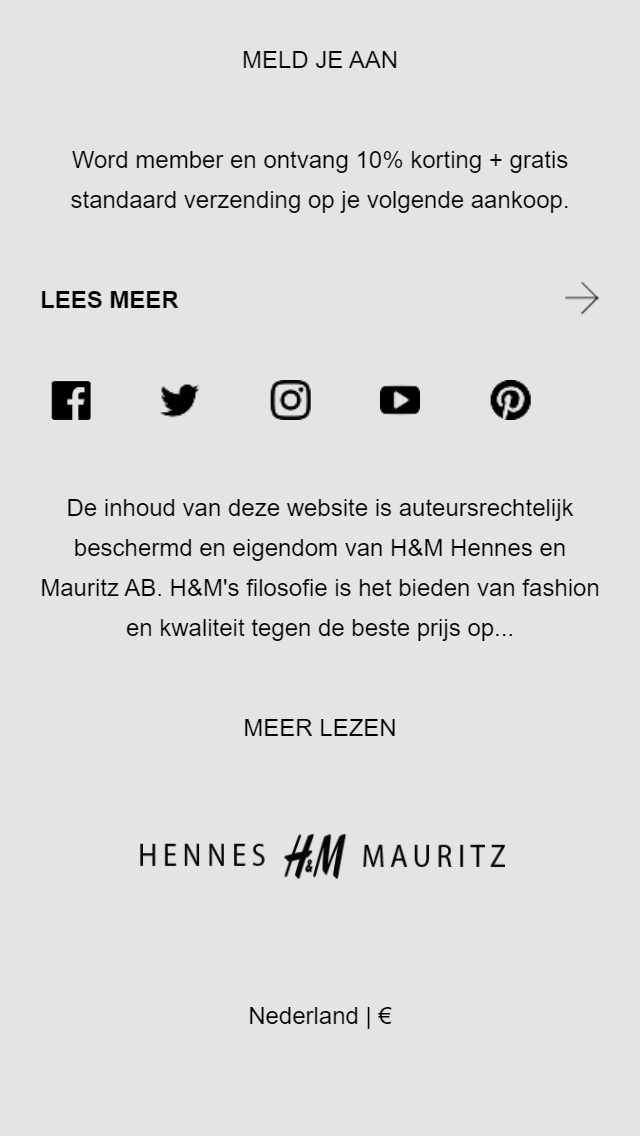 MELD JE AAN
Word member en ontvang 10% korting + gratis
standaard verzending op je volgende aankoop.
LEES MEER
De inhoud van deze website is auteursrechtelijk
beschermd en eigendom van H&M Hennes en
Mauritz AB. H&M's filosofie is het bieden van fashion
en kwaliteit tegen de beste prijs op...
MEER LEZEN
HENNES H&M MAURITZ
Nederland | €